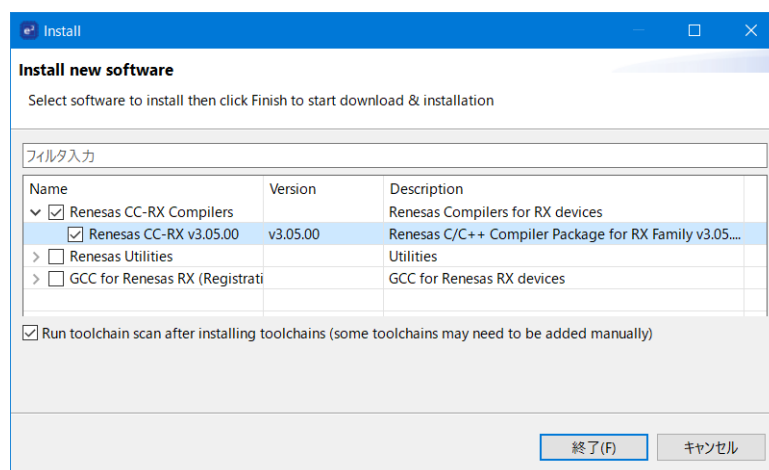 e² Install
Install new software
Select software to install then click Finish to start download & installation
フィルタ入力
Name Version Description
Renesas CC-RX Compilers Renesas Compilers for RX devices
Renesas CC-RX v3.05.00 v3.05.00 Renesas C/C++ Compiler Package for RX Family v3.05....
Renesas Utilities Utilities
GCC for Renesas RX (Registrati GCC for Renesas RX devices
Run toolchain scan after installing toolchains (some toolchains may need to be added manually)
終了(F) キャンセル